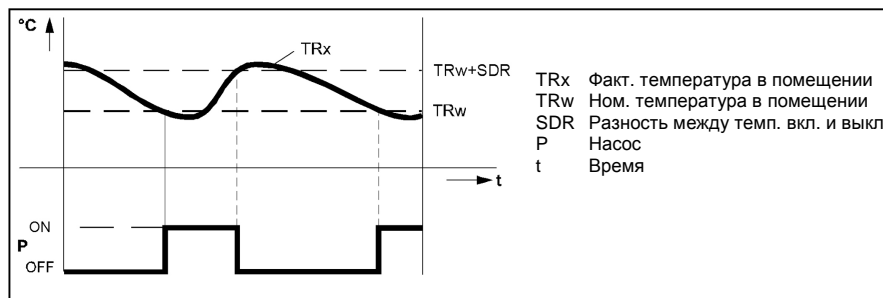 °C
TRx
TRw+SDR
TRw
t
ON
P
OFF
TRx Факт. температура в помещении
TRw Ном. температура в помещении
SDR Разность между темп. вкл. и выкл
P Насос
t Время